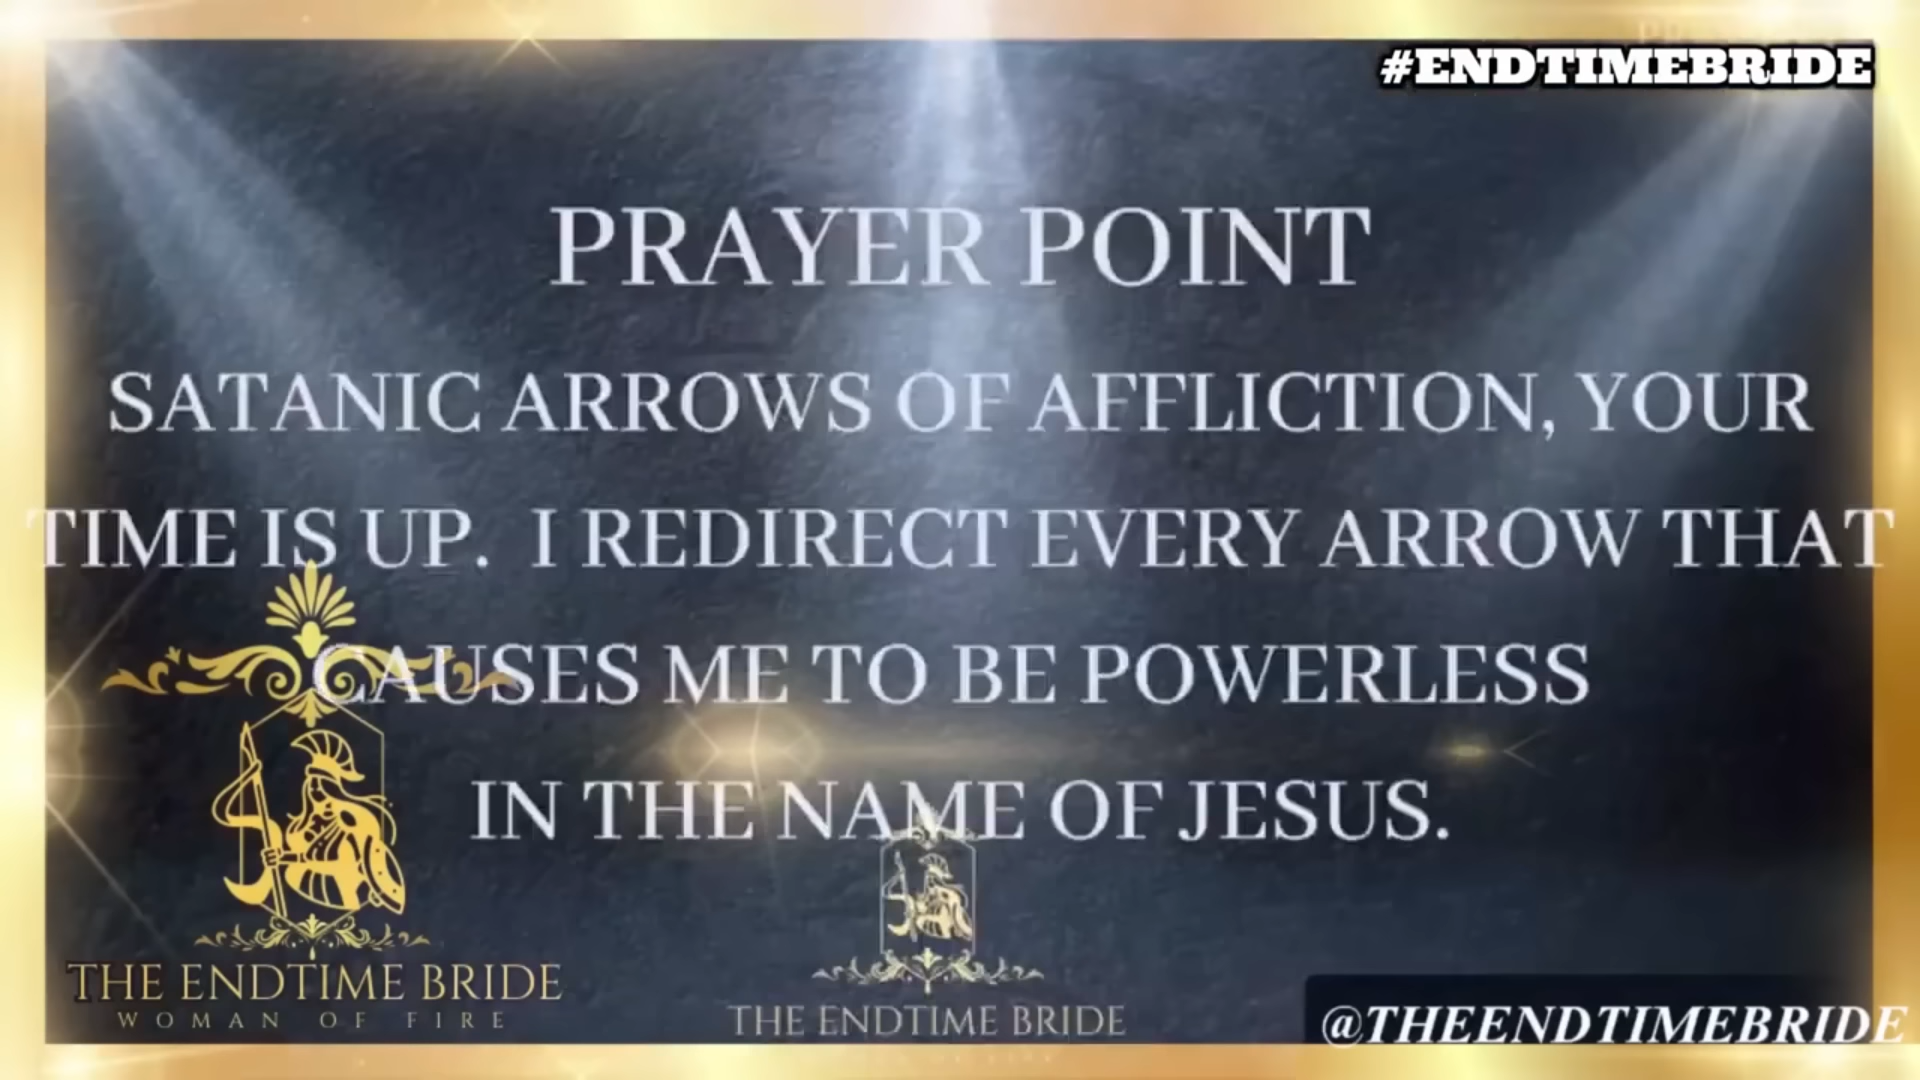 #ENDTIMEBRIDE
PRAYER POINT
SATANIC ARROWS OF AFFLICTION, YOUR
TIME IS UP. I REDIRECT EVERY ARROW THAT
CAUSES ME TO BE POWERLESS
IN THE NAME OF JESUS.
THE ENDTIME BRIDE
WOMAN OF FIRE
THE ENDTIME BRIDE
@THEENDTIMEBRIDE